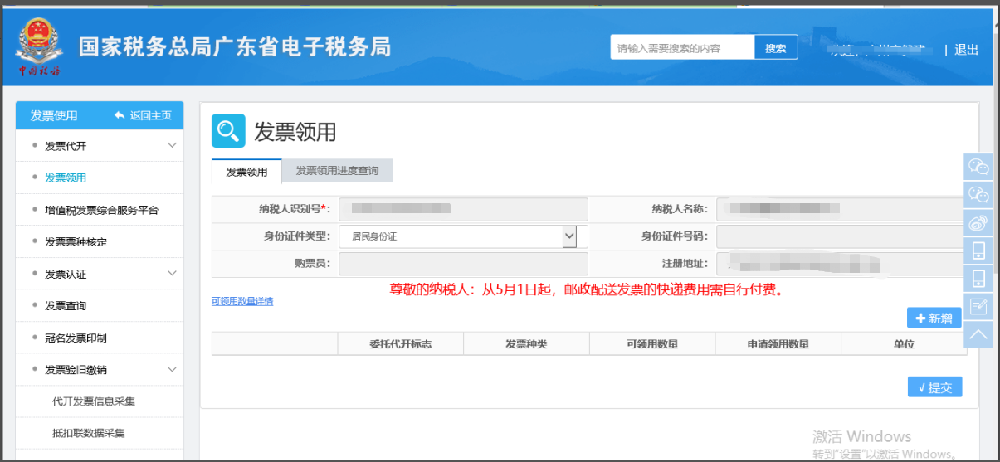 国家税务总局广东省电子税务局
中国税务
请输入需要搜索的内容
搜索
| 退出
发票使用
返回主页
发票代开
发票领用
增值税发票综合服务平台
发票票种核定
发票认证
发票查询
冠名发票印制
发票验旧缴销
代开发票信息采集
抵扣联数据采集
发票领用
发票领用 发票领用进度查询
纳税人识别号*： 纳税人名称：
身份证件类型： 居民身份证 身份证件号码：
购票员： 注册地址：
尊敬的纳税人：从5月1日起，邮政配送发票的快递费用需自行付费。
可领用数量详情
新增
委托代开标志 发票种类 可领用数量 申请领用数量 单位
√ 提交
激活 Windows
转到"设置"以激活 Windows。